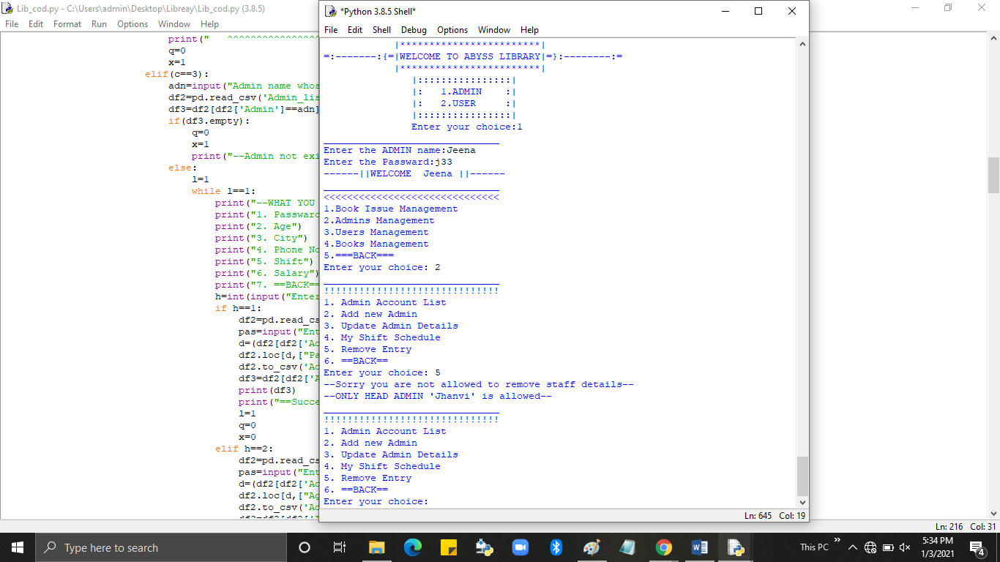 Lib_cod.py - C:\Users\admin\Desktop\Libreay\Lib_cod.py (3.8.5)
File Edit Format Run Options Window Help
print(" ^^^^^^^^^^^^^^^^
q=0
x=1
elif(c==3):
adn=input("Admin name whos
df2=pd.read_csv('Admin_lis
df3=df2[df2['Admin']==adn]
if(df3.empty):
q=0
x=1
print("--Admin not exi
else:
l=1
while l==1:
print("--WHAT YOU
print("1. Passward
print("2. Age")
print("3. City")
print("4. Phone No
print("5. Shift")
print("6. Salary")
print("7. ==BACK==
h=int(input("Enter
if h==1:
df2=pd.read_cs
pas=input("Ent
d=(df2[df2['Ad
df2.loc[d,["Pa
df2.to_csv('Ad
df3=df2[df2['A
print(df3)
print("==Succe
l=1
q=0
x=0
elif h==2:
df2=pd.read_cs
pas=input("Ent
d=(df2[df2['Ad
df2.loc[d,["Ag
df2.to_csv('Ad
*Python 3.8.5 Shell*
File Edit Shell Debug Options Window Help
|************************|
=:-------:{=|WELCOME TO ABYSS LIBRARY|=}:--------:=
|************************|
|::::::::::::::::|
|: 1.ADMIN :|
|: 2.USER :|
|::::::::::::::::|
Enter your choice:1
______________________________
Enter the ADMIN name:Jeena
Enter the Passward:j33
------||WELCOME Jeena ||------
______________________________
<<<<<<<<<<<<<<<<<<<<<<<<<<<<<<
1.Book Issue Management
2.Admins Management
3.Users Management
4.Books Management
5.===BACK===
Enter your choice: 2
______________________________
!!!!!!!!!!!!!!!!!!!!!!!!!!!!!!
1. Admin Account List
2. Add new Admin
3. Update Admin Details
4. My Shift Schedule
5. Remove Entry
6. ==BACK==
Enter your choice: 5
--Sorry you are not allowed to remove staff details--
--ONLY HEAD ADMIN 'Jhanvi' is allowed--
______________________________
!!!!!!!!!!!!!!!!!!!!!!!!!!!!!!
1. Admin Account List
2. Add new Admin
3. Update Admin Details
4. My Shift Schedule
5. Remove Entry
6. ==BACK==
Enter your choice:
Ln: 645 Col: 19
Ln: 216 Col: 31
Type here to search
This PC
5:34 PM
1/3/2021
4